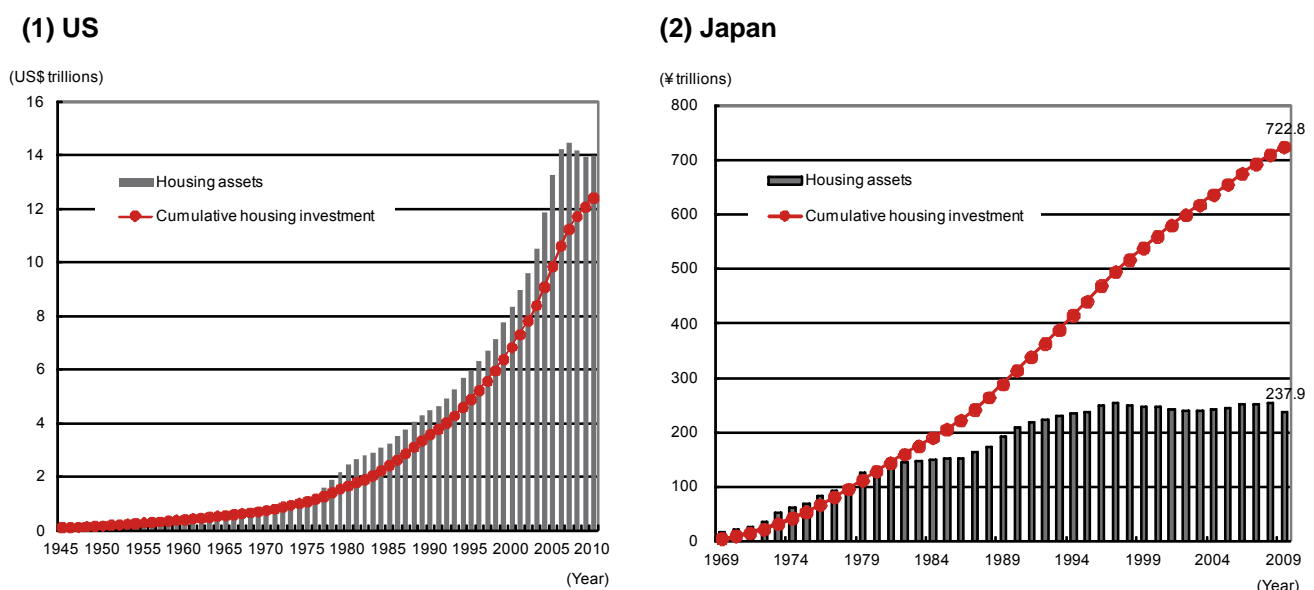 (1) US
(US$ trillions)
16
14
12
10
8
6
4
2
0
Housing assets
Cumulative housing investment
1945 1950 1955 1960 1965 1970 1975 1980 1985 1990 1995 2000 2005 2010
(Year)
(2) Japan
(¥ trillions)
800
700
600
500
400
300
200
100
0
722.8
Housing assets
Cumulative housing investment
237.9
1969 1974 1979 1984 1989 1994 1999 2004 2009
(Year)